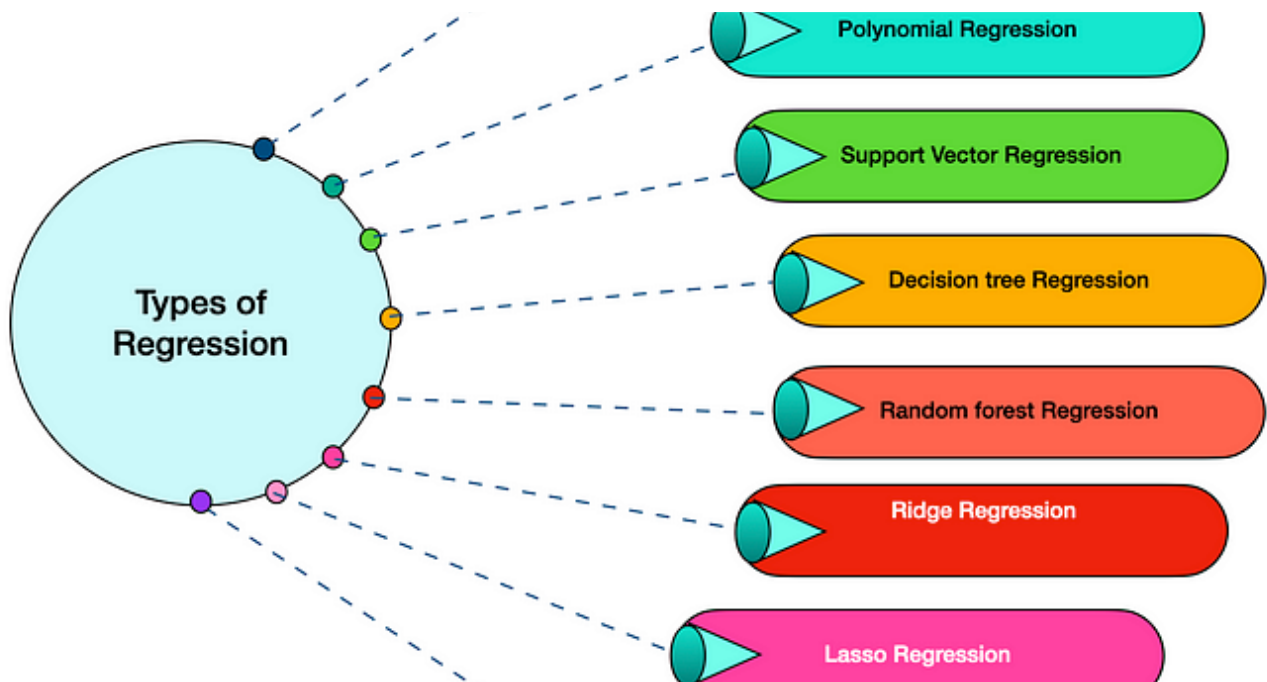 Types of
Regression
Polynomial Regression
Support Vector Regression
Decision tree Regression
Random forest Regression
Ridge Regression
Lasso Regression